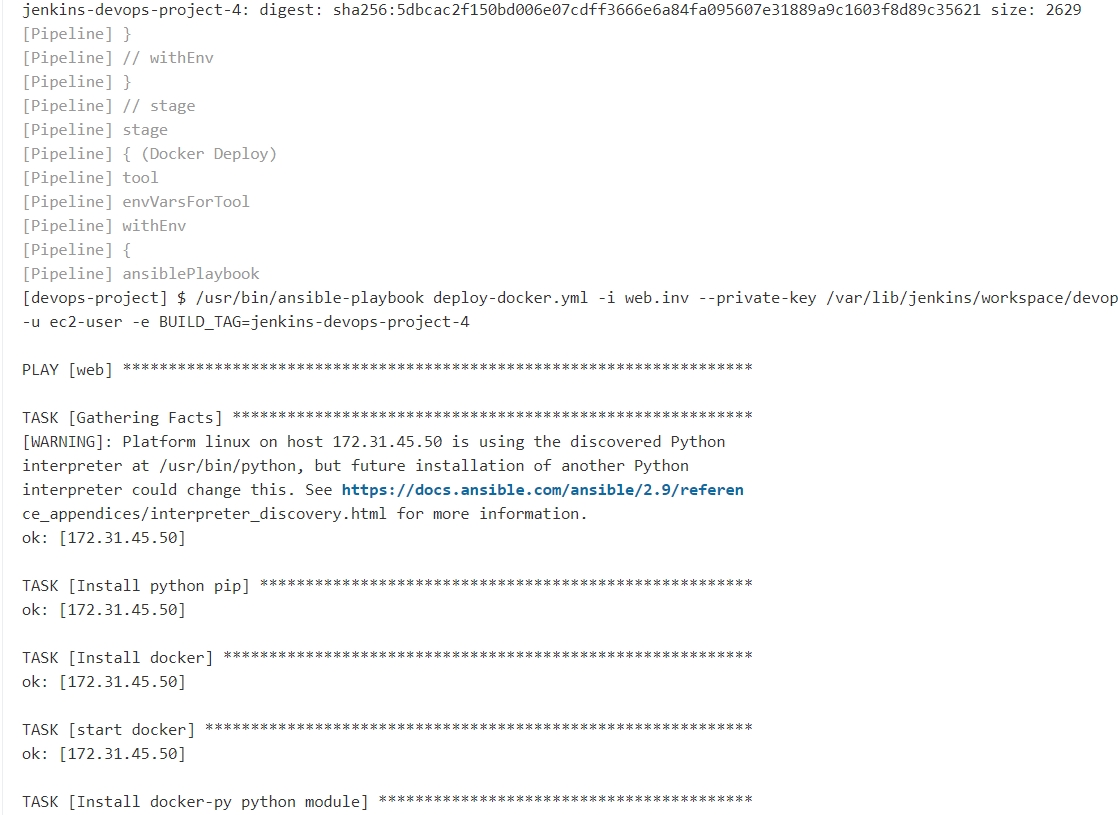 jenkins-devops-project-4: digest: sha256:5dbcac2f150bd006e07cdff3666e6a84fa095607e31889a9c1603f8d89c35621 size: 2629
[Pipeline] }
[Pipeline] // withEnv
[Pipeline] }
[Pipeline] // stage
[Pipeline] stage
[Pipeline] { (Docker Deploy)
[Pipeline] tool
[Pipeline] envVarsForTool
[Pipeline] withEnv
[Pipeline] {
[Pipeline] ansiblePlaybook
[devops-project] $ /usr/bin/ansible-playbook deploy-docker.yml -i web.inv --private-key /var/lib/jenkins/workspace/devop
-u ec2-user -e BUILD_TAG=jenkins-devops-project-4
PLAY [web] *********************************************************************
TASK [Gathering Facts] *********************************************************
[WARNING]: Platform linux on host 172.31.45.50 is using the discovered Python
interpreter at /usr/bin/python, but future installation of another Python
interpreter could change this. See https://docs.ansible.com/ansible/2.9/referen
ce_appendices/interpreter_discovery.html for more information.
ok: [172.31.45.50]
TASK [Install python pip] ******************************************************
ok: [172.31.45.50]
TASK [Install docker] **********************************************************
ok: [172.31.45.50]
TASK [start docker] ************************************************************
ok: [172.31.45.50]
TASK [Install docker-py python module] *****************************************